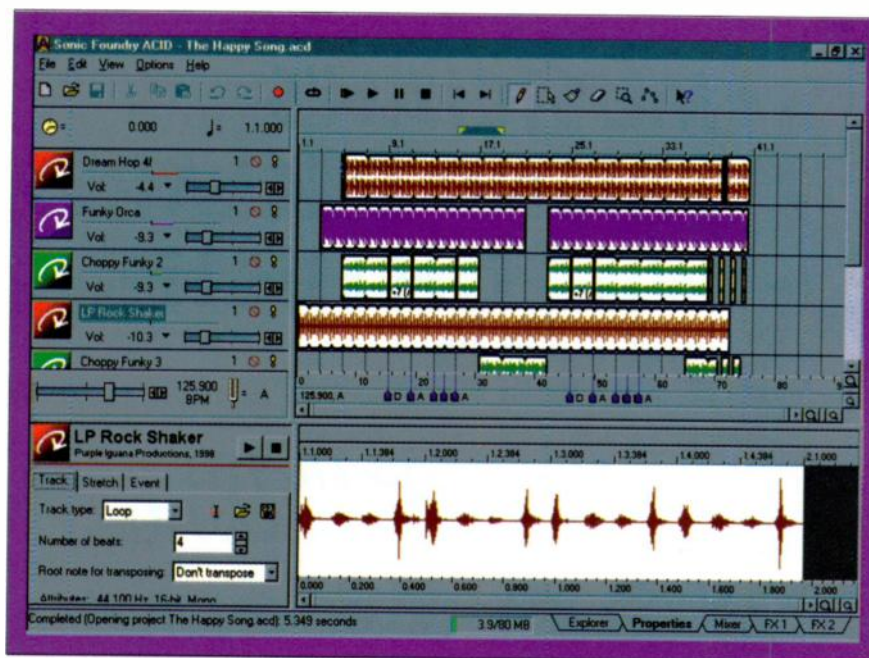 Sonic Foundry ACID - The Happy Song.acd
File Edit View Options Help
0.000 = 1.1.000
1.1 9.1 17.1 25.1 33.1 41.1
Dream Hop 4/ 1
Vol: -4.4
Funky Orca 1
Vol: -9.3
Choppy Funky 2 1
Vol: -9.3
LP Rock Shaker 1
Vol: -10.3
Choppy Funky 3 1
125.900 BPM = A
0 10 20 30 40 50 60 70 80
125.900, A D A A D A A
LP Rock Shaker
Purple Iguana Productions, 1998
1.1.000 1.1.384 1.2.000 1.2.384 1.3.000 1.3.384 1.4.000 1.4.384 2.1.000
Track Stretch Event
Track type: Loop
Number of beats: 4
Root note for transposing: Don't transpose
Attributes: 44,100 Hz, 16-bit, Mono
0.000 0.200 0.400 0.600 0.800 1.000 1.200 1.400 1.600 1.800 2.000
Completed (Opening project The Happy Song.acd): 5.349 seconds
3.9/80 MB Explorer Properties Mixer FX 1 FX 2